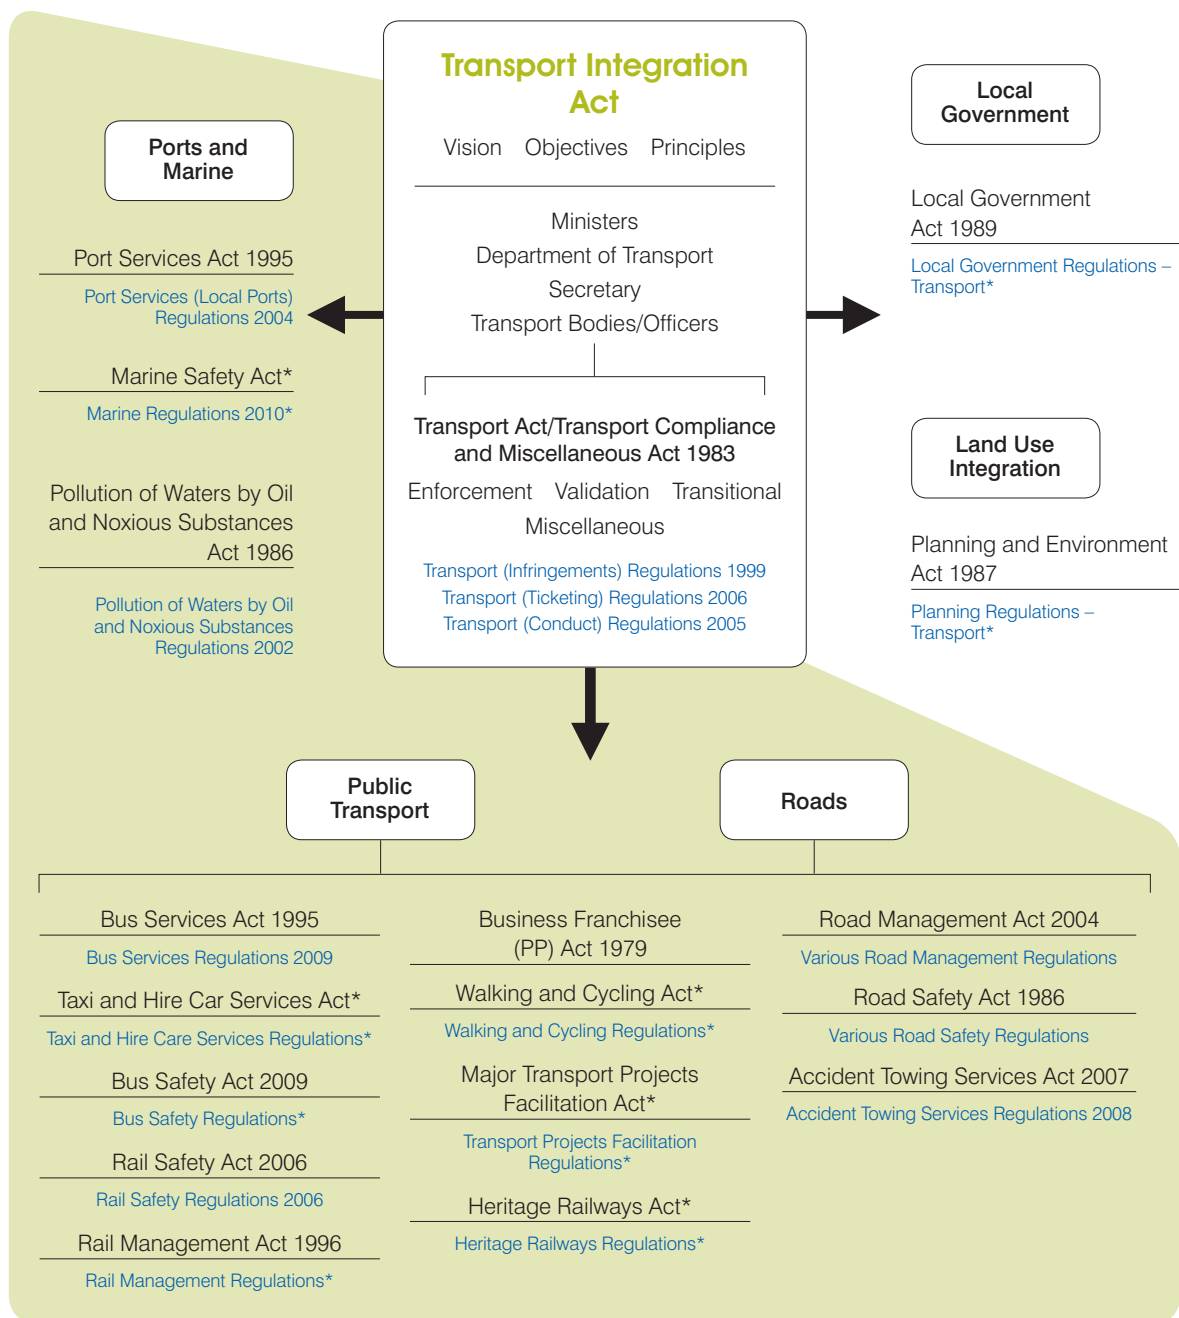 Transport Integration
Act
Vision Objectives Principles
Ministers
Department of Transport
Secretary
Transport Bodies/Officers
Transport Act/Transport Compliance
and Miscellaneous Act 1983
Enforcement Validation Transitional
Miscellaneous
Transport (Infringements) Regulations 1999
Transport (Ticketing) Regulations 2006
Transport (Conduct) Regulations 2005
Ports and
Marine
Port Services Act 1995
Port Services (Local Ports)
Regulations 2004
Marine Safety Act*
Marine Regulations 2010*
Pollution of Waters by Oil
and Noxious Substances
Act 1986
Pollution of Waters by Oil
and Noxious Substances
Regulations 2002
Local
Government
Local Government
Act 1989
Local Government Regulations –
Transport*
Land Use
Integration
Planning and Environment
Act 1987
Planning Regulations –
Transport*
Public
Transport
Roads
Bus Services Act 1995
Bus Services Regulations 2009
Taxi and Hire Car Services Act*
Taxi and Hire Care Services Regulations*
Bus Safety Act 2009
Bus Safety Regulations*
Rail Safety Act 2006
Rail Safety Regulations 2006
Rail Management Act 1996
Rail Management Regulations*
Business Franchisee
(PP) Act 1979
Walking and Cycling Act*
Walking and Cycling Regulations*
Major Transport Projects
Facilitation Act*
Transport Projects Facilitation
Regulations*
Heritage Railways Act*
Heritage Railways Regulations*
Road Management Act 2004
Various Road Management Regulations
Road Safety Act 1986
Various Road Safety Regulations
Accident Towing Services Act 2007
Accident Towing Services Regulations 2008